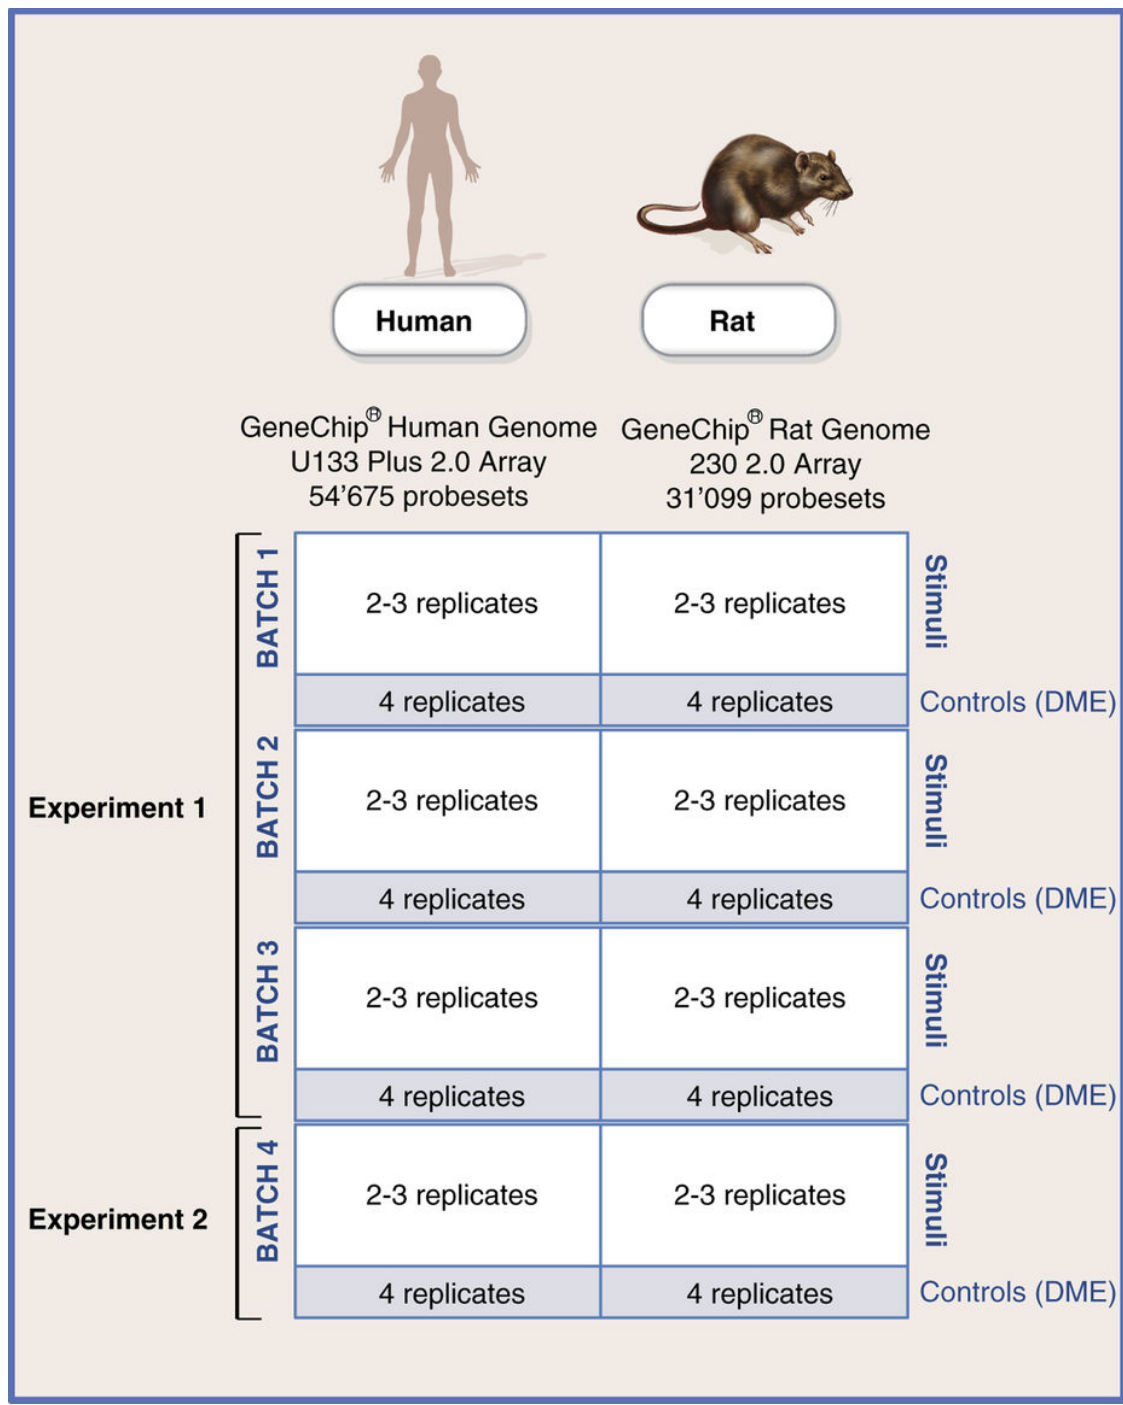 Human
Rat
GeneChip® Human Genome
U133 Plus 2.0 Array
54'675 probesets
GeneChip® Rat Genome
230 2.0 Array
31'099 probesets
Experiment 1
BATCH 1
2-3 replicates
2-3 replicates
Stimuli
4 replicates
4 replicates
Controls (DME)
BATCH 2
2-3 replicates
2-3 replicates
Stimuli
4 replicates
4 replicates
Controls (DME)
BATCH 3
2-3 replicates
2-3 replicates
Stimuli
4 replicates
4 replicates
Controls (DME)
Experiment 2
BATCH 4
2-3 replicates
2-3 replicates
Stimuli
4 replicates
4 replicates
Controls (DME)